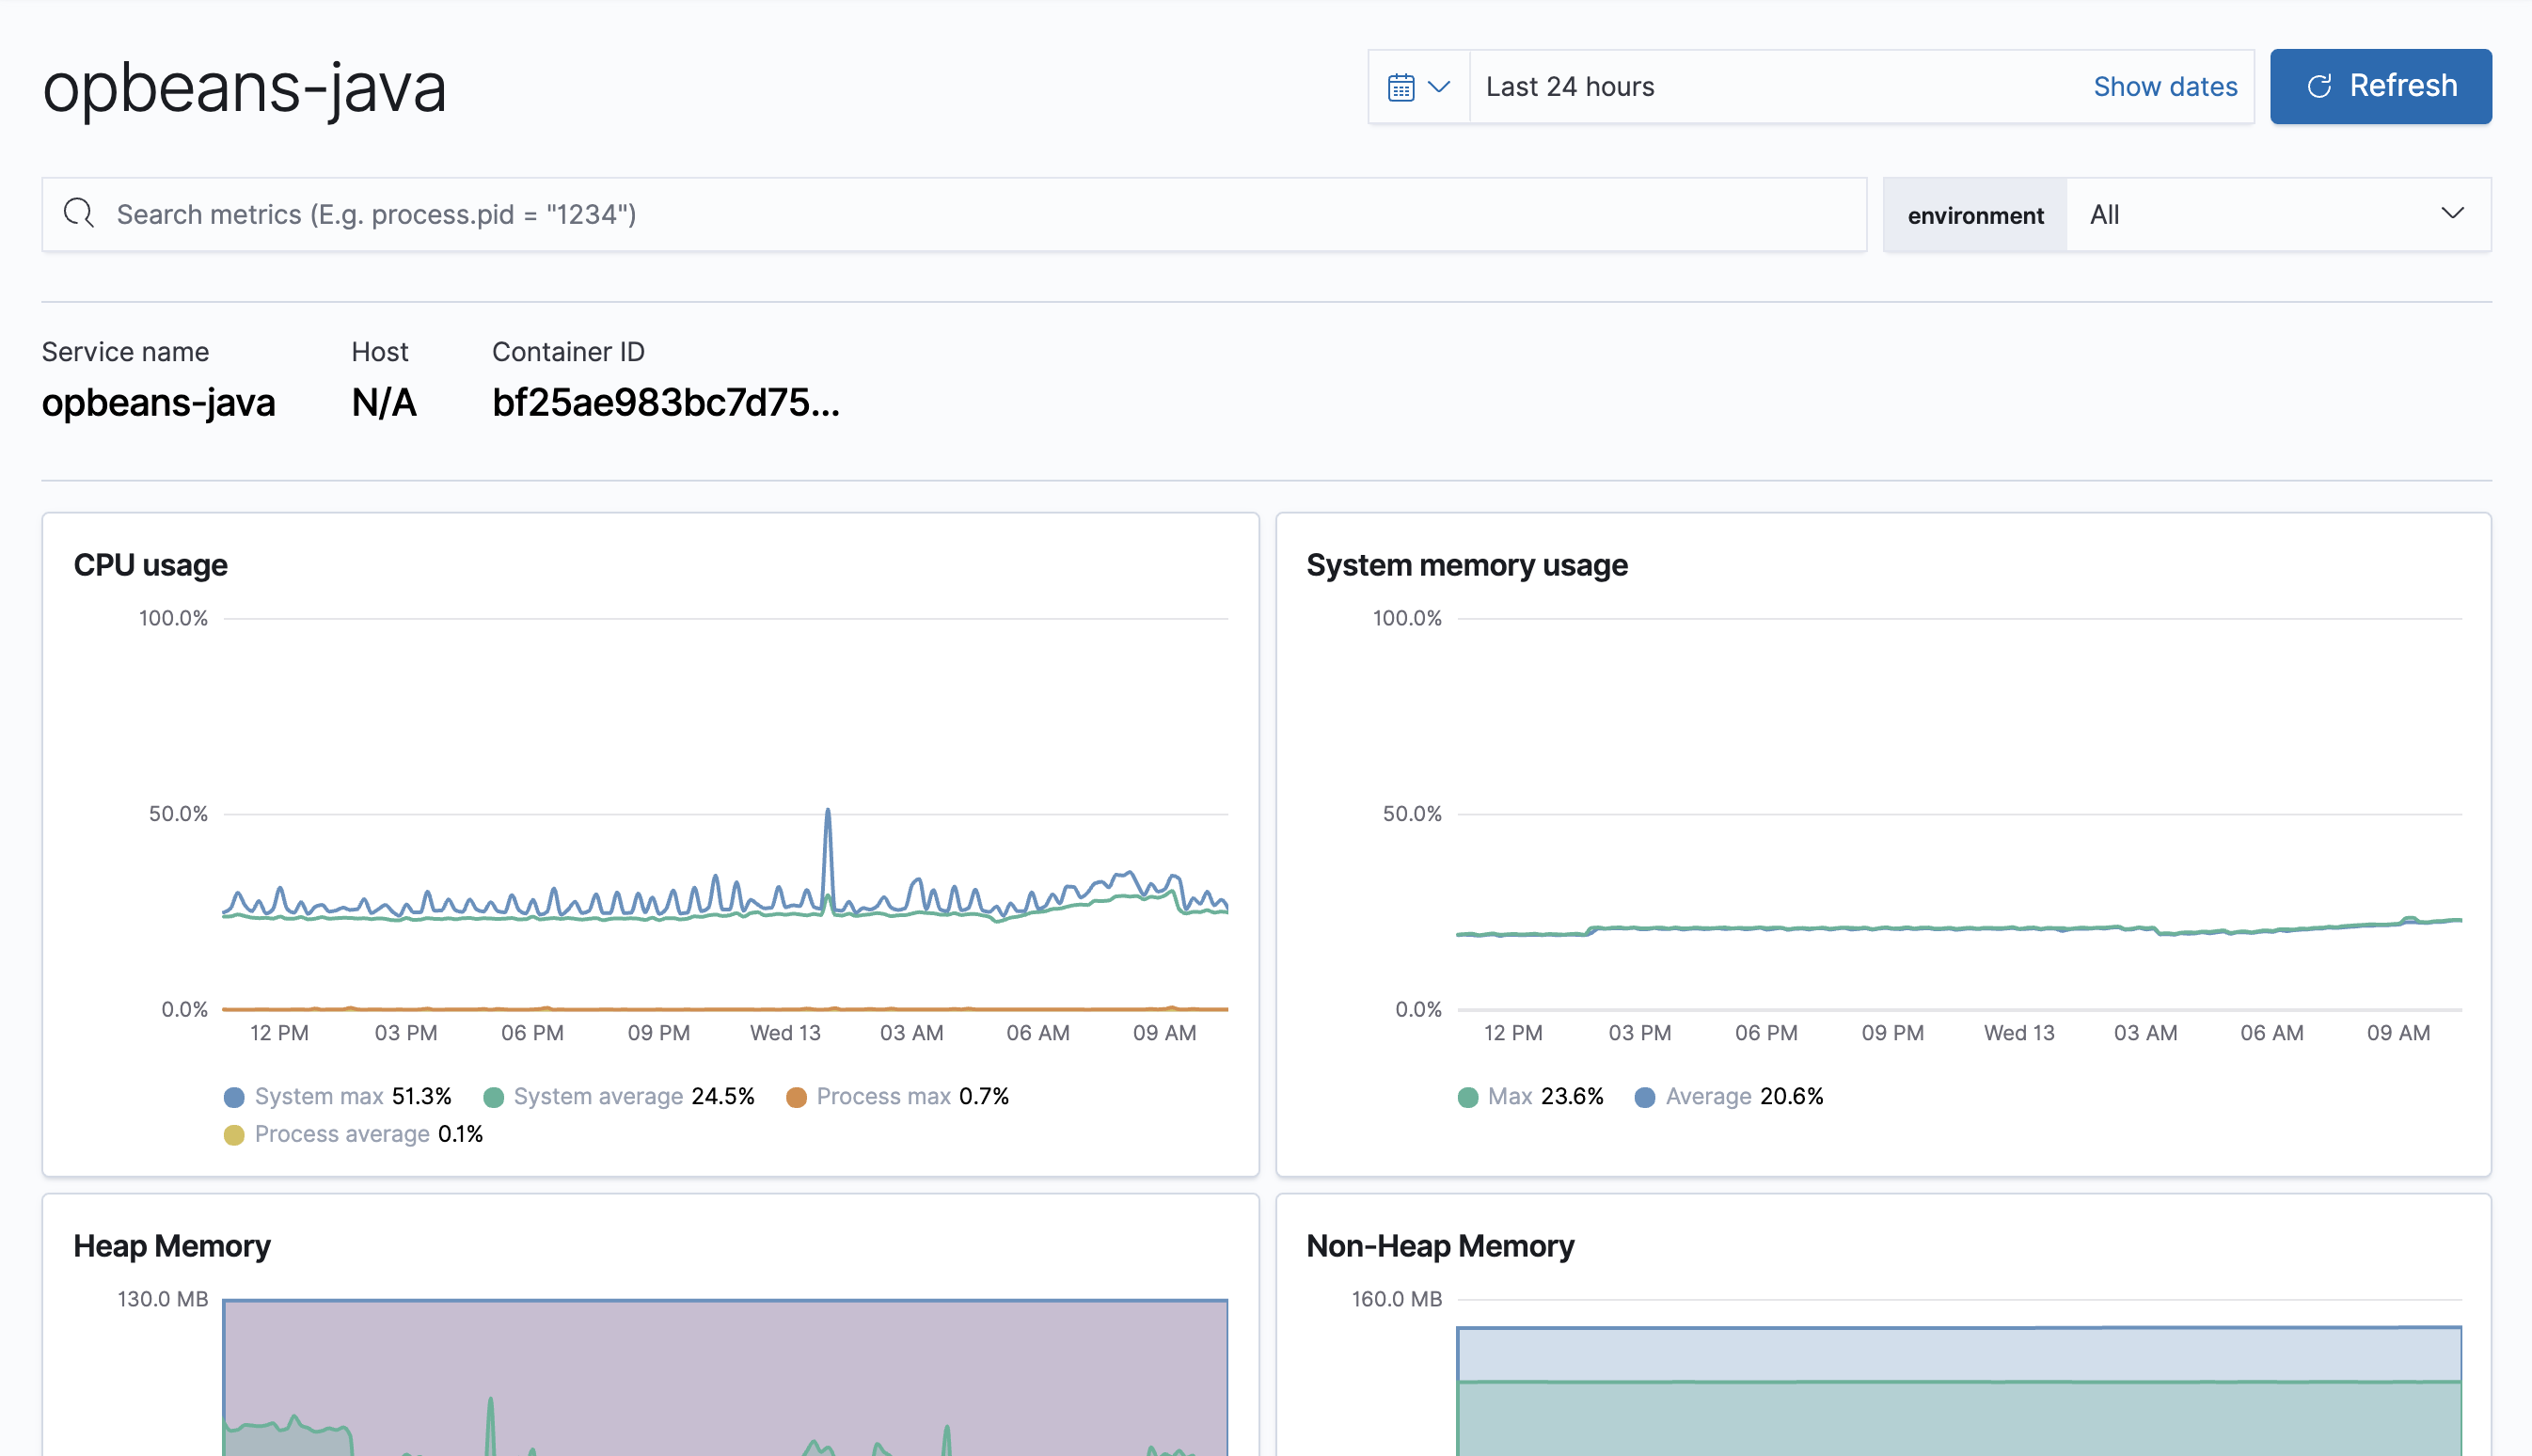 opbeans-java
Last 24 hours Show dates Refresh
Search metrics (E.g. process.pid = "1234")
environment All
Service name Host Container ID
opbeans-java N/A bf25ae983bc7d75...
CPU usage
100.0%
50.0%
0.0%
12 PM 03 PM 06 PM 09 PM Wed 13 03 AM 06 AM 09 AM
System max 51.3% System average 24.5% Process max 0.7%
Process average 0.1%
System memory usage
100.0%
50.0%
0.0%
12 PM 03 PM 06 PM 09 PM Wed 13 03 AM 06 AM 09 AM
Max 23.6% Average 20.6%
Heap Memory
130.0 MB
Non-Heap Memory
160.0 MB